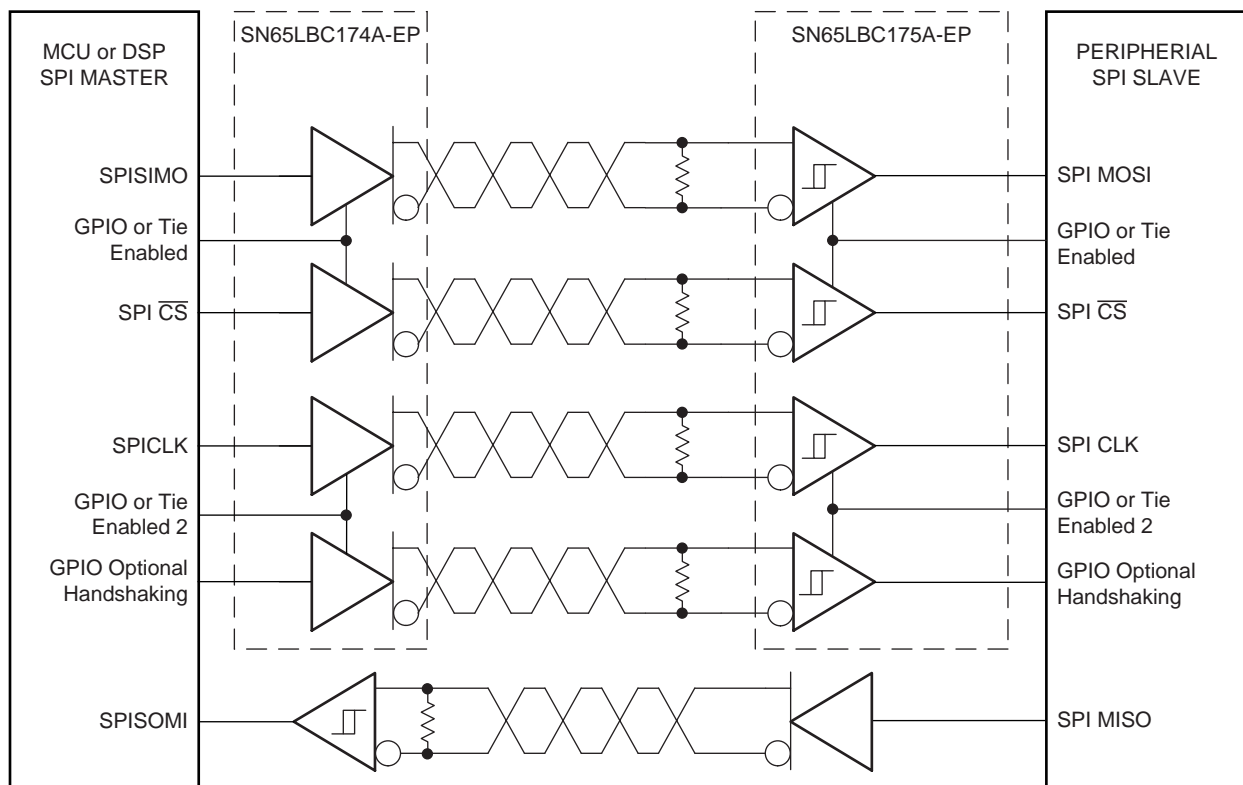 SN65LBC174A-EP
SN65LBC175A-EP
MCU or DSP
SPI MASTER
PERIPHERIAL
SPI SLAVE
SPISIMO
SPI MOSI
GPIO or Tie
Enabled
GPIO or Tie
Enabled
SPI C̅S̅
SPI C̅S̅
SPICLK
SPI CLK
GPIO or Tie
Enabled 2
GPIO or Tie
Enabled 2
GPIO Optional
Handshaking
GPIO Optional
Handshaking
SPISOMI
SPI MISO